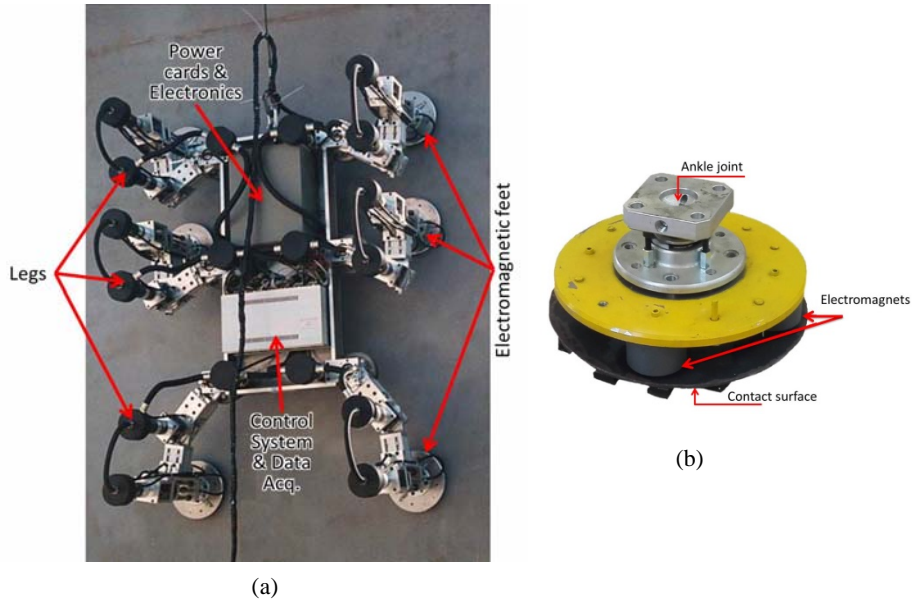 Power
cards &
Electronics
Legs
Electromagnetic feet
Control
System
& Data
Acq.
(a)
Ankle joint
Electromagnets
Contact surface
(b)